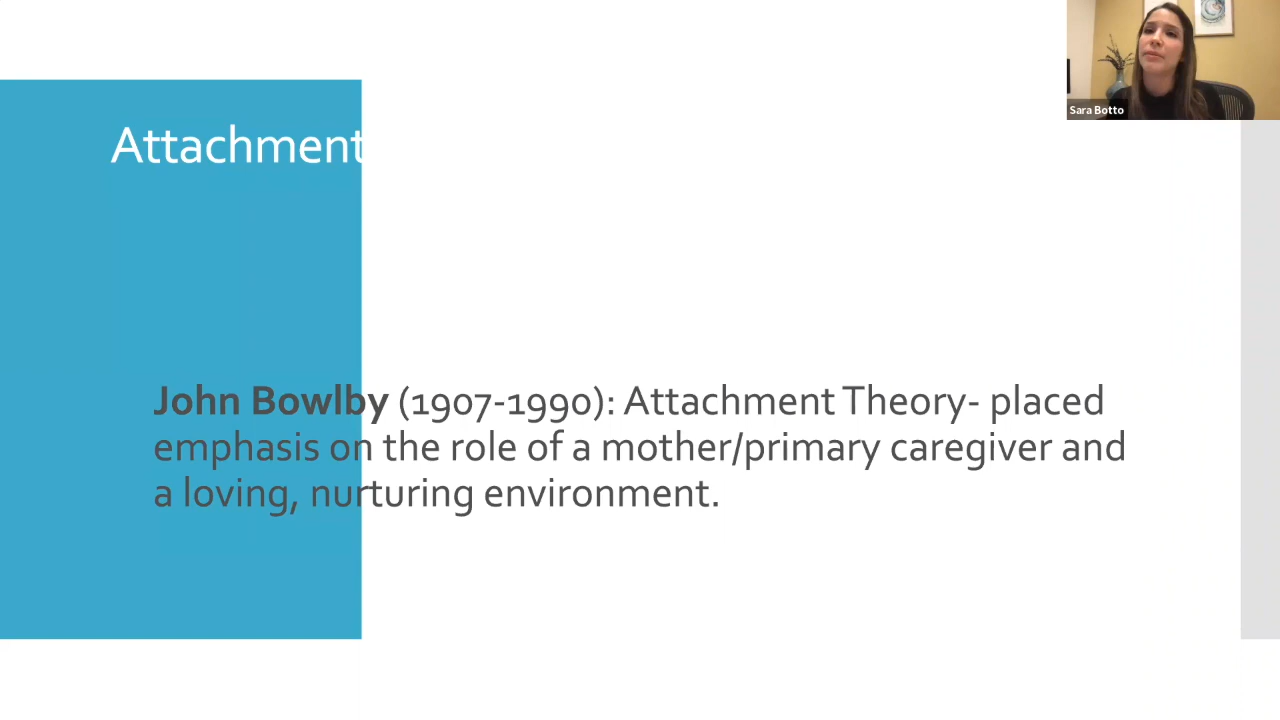 Sara Botto
Attachment
John Bowlby (1907-1990): Attachment Theory- placed
emphasis on the role of a mother/primary caregiver and
a loving, nurturing environment.